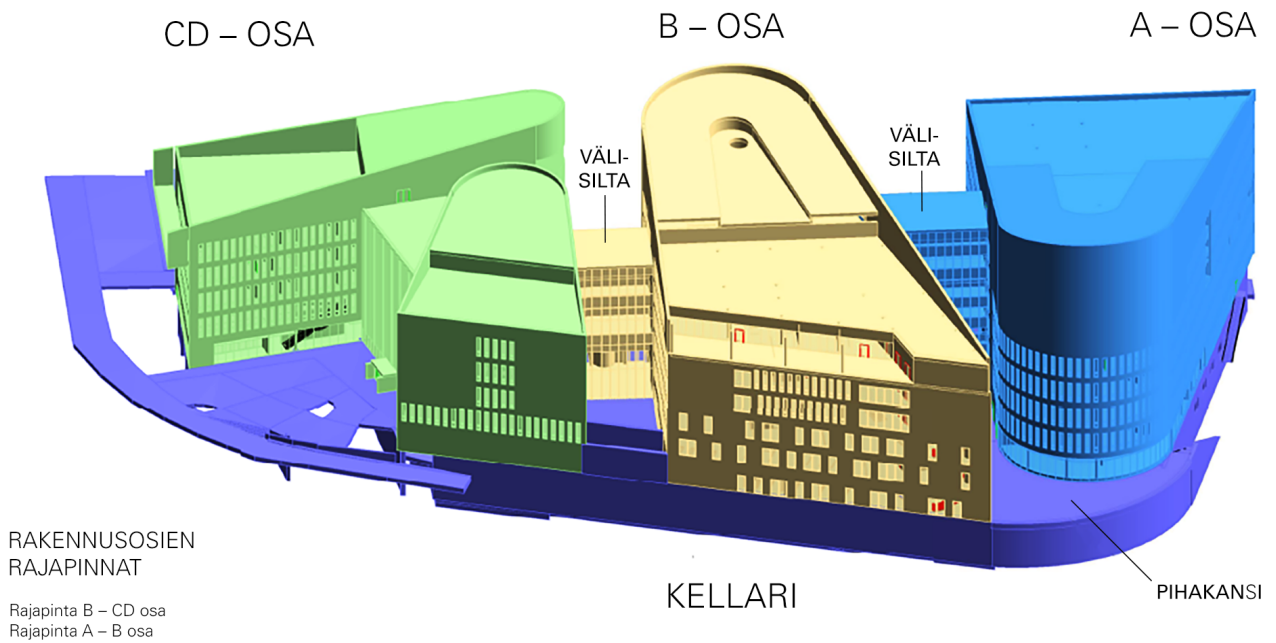 CD – OSA
B – OSA
A – OSA
VÄLI-
SILTA
VÄLI-
SILTA
RAKENNUSOSIEN
RAJAPINNAT
Rajapinta B – CD osa
Rajapinta A – B osa
KELLARI
PIHAKANSI